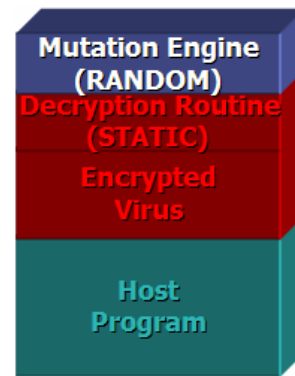 Mutation Engine
(RANDOM)
Decryption Routine
(STATIC)
Encrypted
Virus
Host
Program